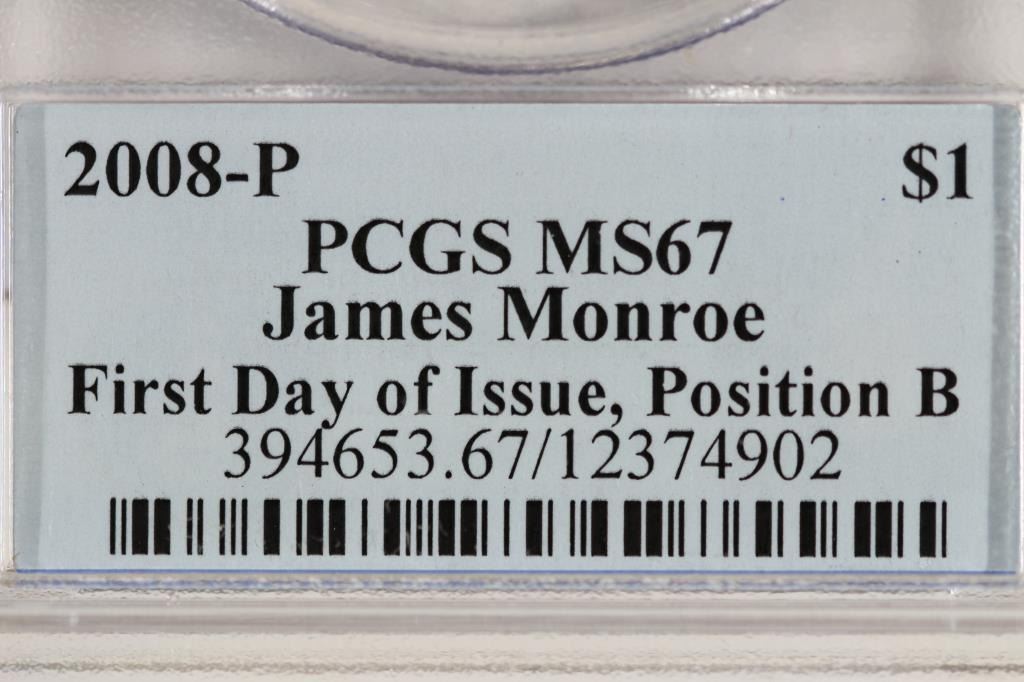 2008-P $1
PCGS MS67
James Monroe
First Day of Issue, Position B
394653.67/12374902